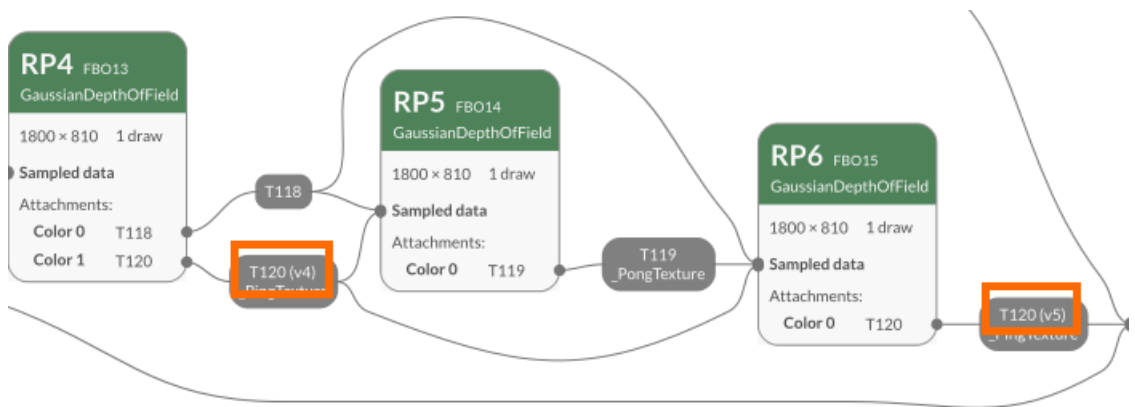 RP4 FBO13
GaussianDepthOfField
1800 × 810 1 draw
Sampled data
Attachments:
Color 0 T118
Color 1 T120
T118
T120 (v4)
_PingTexture
RP5 FBO14
GaussianDepthOfField
1800 × 810 1 draw
Sampled data
Attachments:
Color 0 T119
T119
_PongTexture
RP6 FBO15
GaussianDepthOfField
1800 × 810 1 draw
Sampled data
Attachments:
Color 0 T120
T120 (v5)
_PingTexture